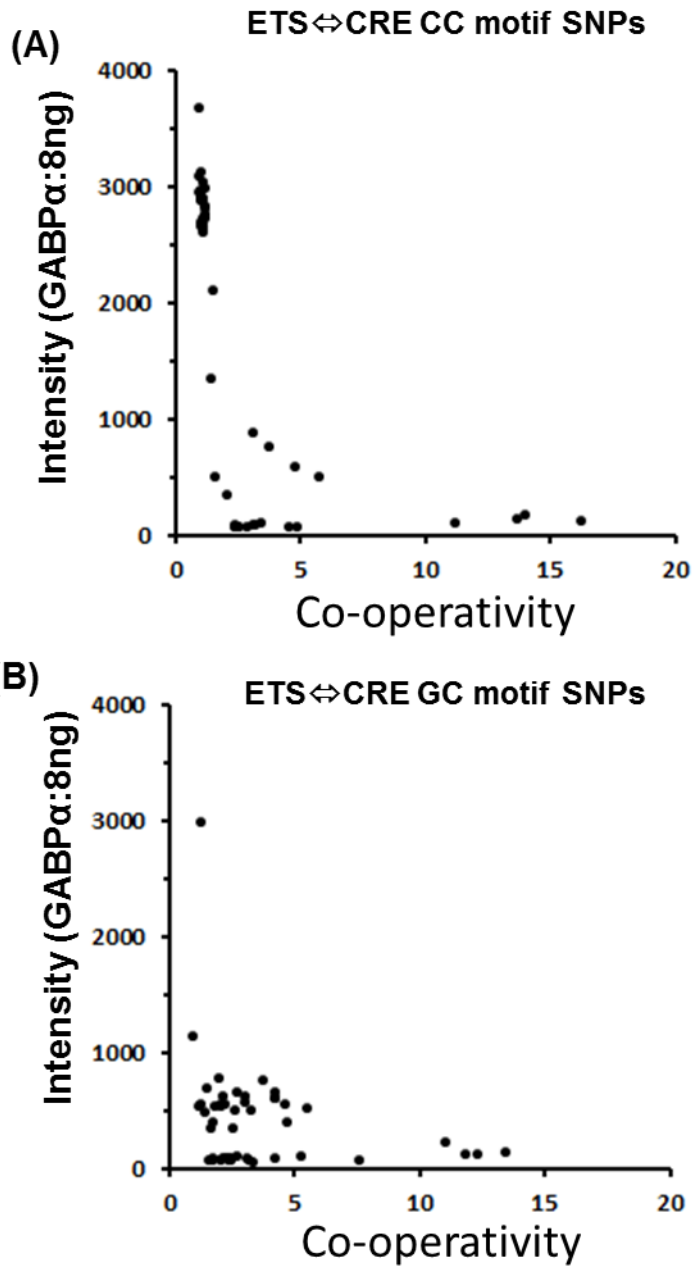 (A)
ETS⇔CRE CC motif SNPs
Intensity (GABPα:8ng)
4000
3000
2000
1000
0
0 5 10 15 20
Co-operativity
B)
ETS⇔CRE GC motif SNPs
Intensity (GABPα:8ng)
4000
3000
2000
1000
0
0 5 10 15 20
Co-operativity